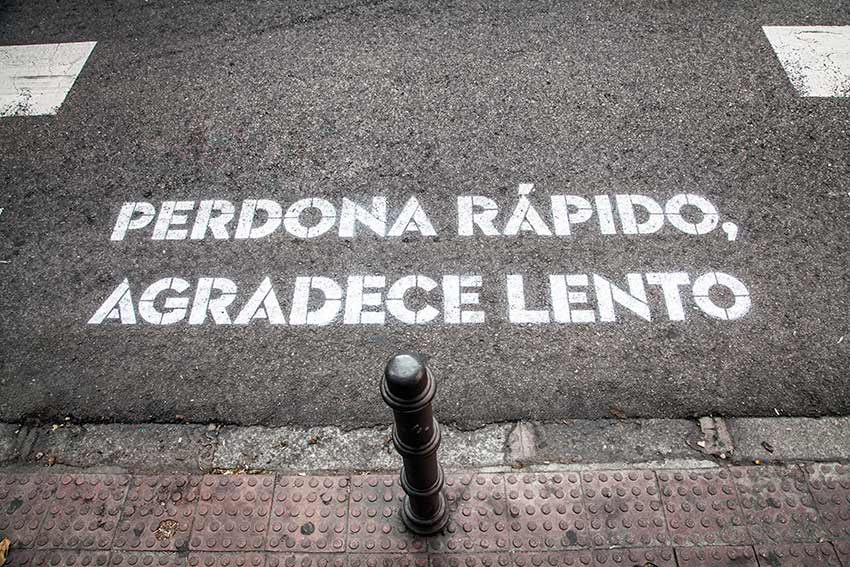 PERDONA RÁPIDO,
AGRADECE LENTO